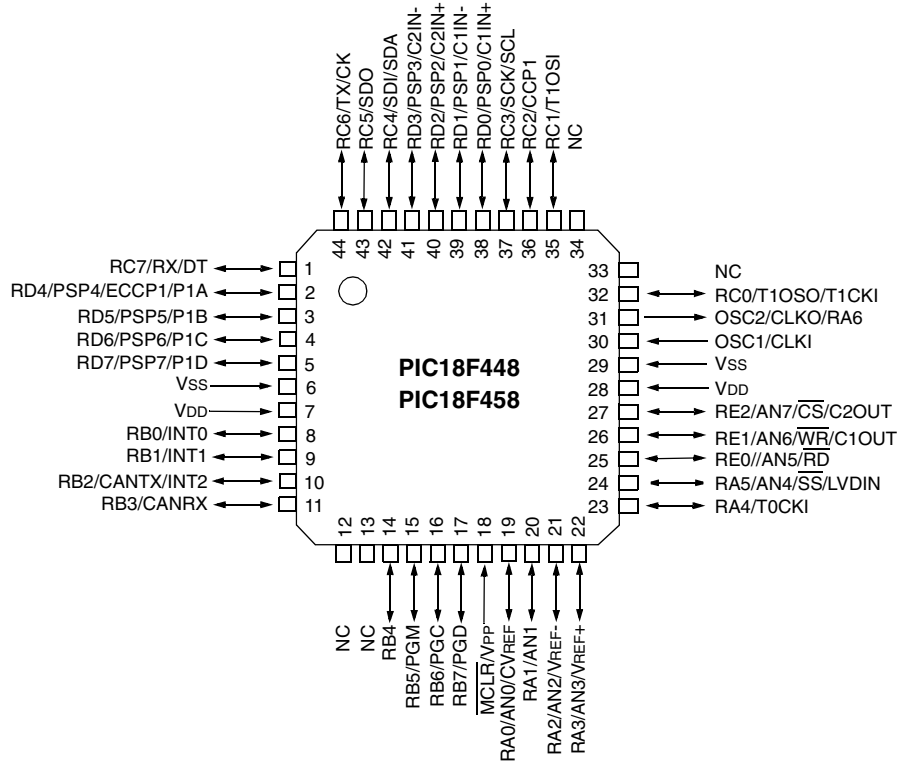 RC6/TX/CK
RC5/SDO
RC4/SDI/SDA
RD3/PSP3/C2IN-
RD2/PSP2/C2IN+
RD1/PSP1/C1IN-
RD0/PSP0/C1IN+
RC3/SCK/SCL
RC2/CCP1
RC1/T1OSI
NC
44
43
42
41
40
39
38
37
36
35
34
RC7/RX/DT 1
RD4/PSP4/ECCP1/P1A 2
RD5/PSP5/P1B 3
RD6/PSP6/P1C 4
RD7/PSP7/P1D 5
VSS 6
VDD 7
RB0/INT0 8
RB1/INT1 9
RB2/CANTX/INT2 10
RB3/CANRX 11
PIC18F448
PIC18F458
33 NC
32 RC0/T1OSO/T1CKI
31 OSC2/CLKO/RA6
30 OSC1/CLKI
29 VSS
28 VDD
27 RE2/AN7/CS/C2OUT
26 RE1/AN6/WR/C1OUT
25 RE0//AN5/RD
24 RA5/AN4/SS/LVDIN
23 RA4/T0CKI
12
13
14
15
16
17
18
19
20
21
22
NC
NC
RB4
RB5/PGM
RB6/PGC
RB7/PGD
MCLR/VPP
RA0/AN0/CVREF
RA1/AN1
RA2/AN2/VREF-
RA3/AN3/VREF+